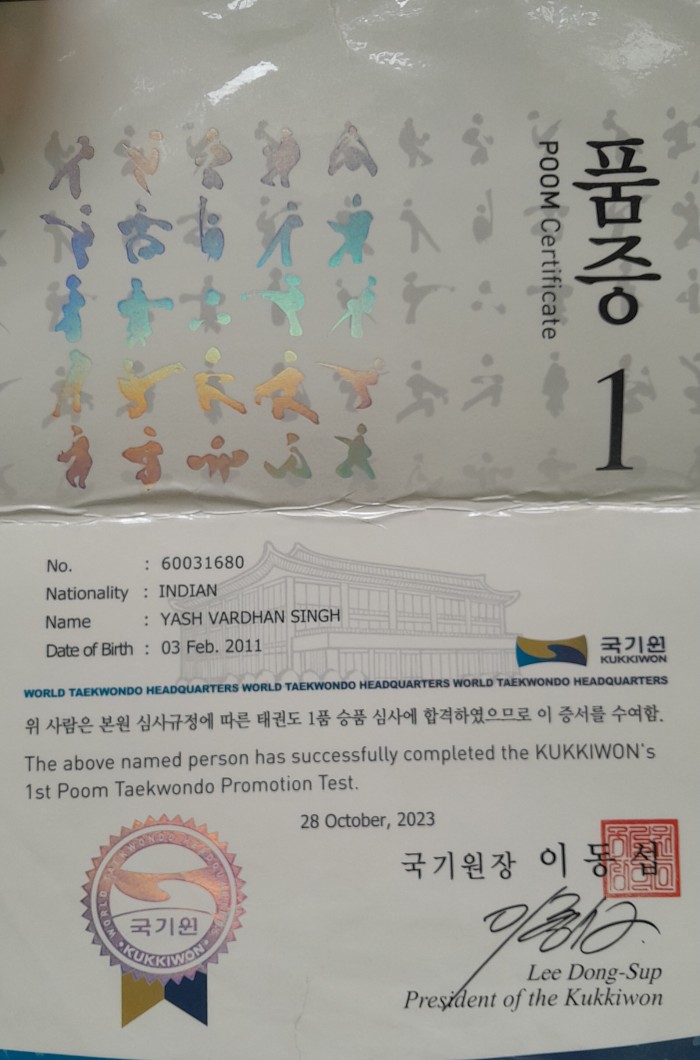 품증
POOM Certificate
1
No. : 60031680
Nationality : INDIAN
Name : YASH VARDHAN SINGH
Date of Birth : 03 Feb. 2011
국기원
KUKKIWON
WORLD TAEKWONDO HEADQUARTERS WORLD TAEKWONDO HEADQUARTERS WORLD TAEKWONDO HEADQUARTERS
위 사람은 본원 심사규정에 따른 태권도 1품 승품 심사에 합격하였으므로 이 증서를 수여함.
The above named person has successfully completed the KUKKIWON's
1st Poom Taekwondo Promotion Test.
28 October, 2023
국기원장 이동섭
Lee Dong-Sup
President of the Kukkiwon
WORLD TAEKWONDO HEADQUARTERS
국기원
• KUKKIWON •